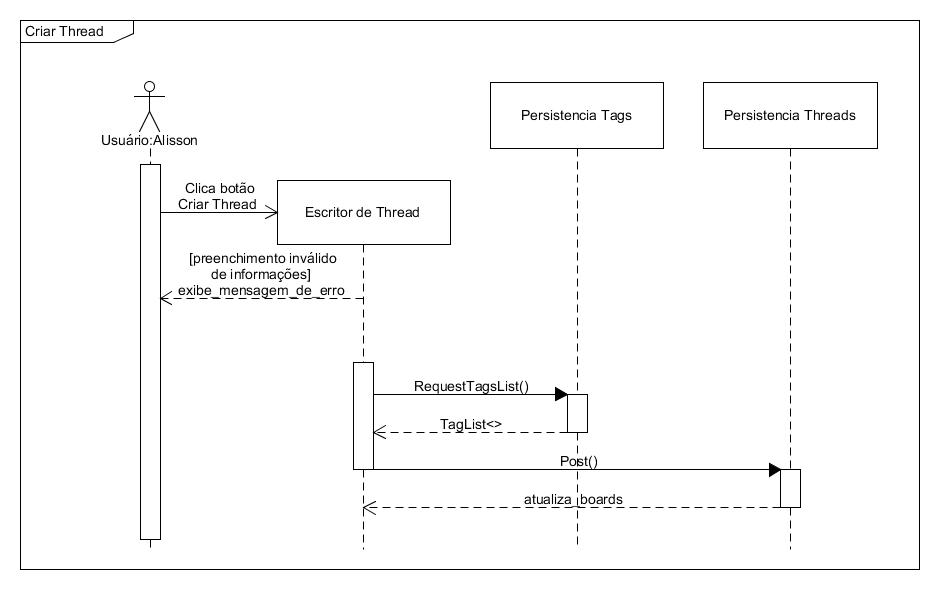 Criar Thread
Usuário:Alisson
Persistencia Tags
Persistencia Threads
Clica botão
Criar Thread
Escritor de Thread
[preenchimento inválido
de informações]
exibe_mensagem_de_erro
RequestTagsList()
TagList<>
Post()
atualiza_boards